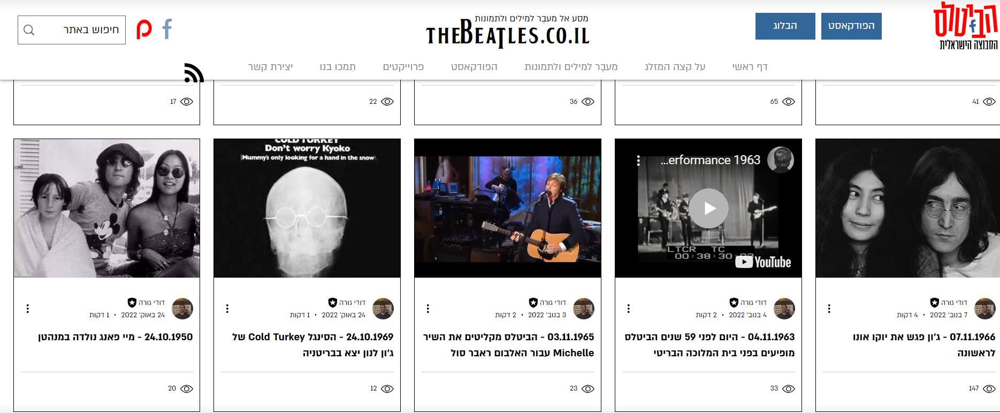 הביטלס
הקבוצה הישראלית
הפודקאסט
הבלוג
מסע אל מעבֶר למילים ולתמונות
THEBEATLES.CO.IL
חיפוש באתר
דף ראשי
על קצה המזלג
מעבֶר למילים ולתמונות
הפודקאסט
פרוייקטים
תִמכו בנו
יצירת קשר
41
65
36
22
17
דודי גורה
7 בנוב׳ 2022 · 4 דקות
07.11.1966 - ג'ון פגש את יוקו אונו
לראשונה
147
...erformance 1963
LTCR TC
00:38:30
YouTube
דודי גורה
4 בנוב׳ 2022 · 2 דקות
04.11.1963 - היום לפני 59 שנים הביטלס
מופיעים בפני בית המלוכה הבריטי
33
דודי גורה
3 בנוב׳ 2022 · 2 דקות
03.11.1965 - הביטלס מקליטים את השיר
Michelle עבור האלבום ראבר סול
23
COLD TURKEY
Don't worry Kyoko
(Mummy's only looking for a hand in the snow)
דודי גורה
24 באוק׳ 2022 · 1 דקות
24.10.1969 - הסינגל Cold Turkey של
ג'ון לנון יצא בבריטניה
12
דודי גורה
24 באוק׳ 2022 · 1 דקות
24.10.1950 - מיי פאנג נולדה במנהטן
20